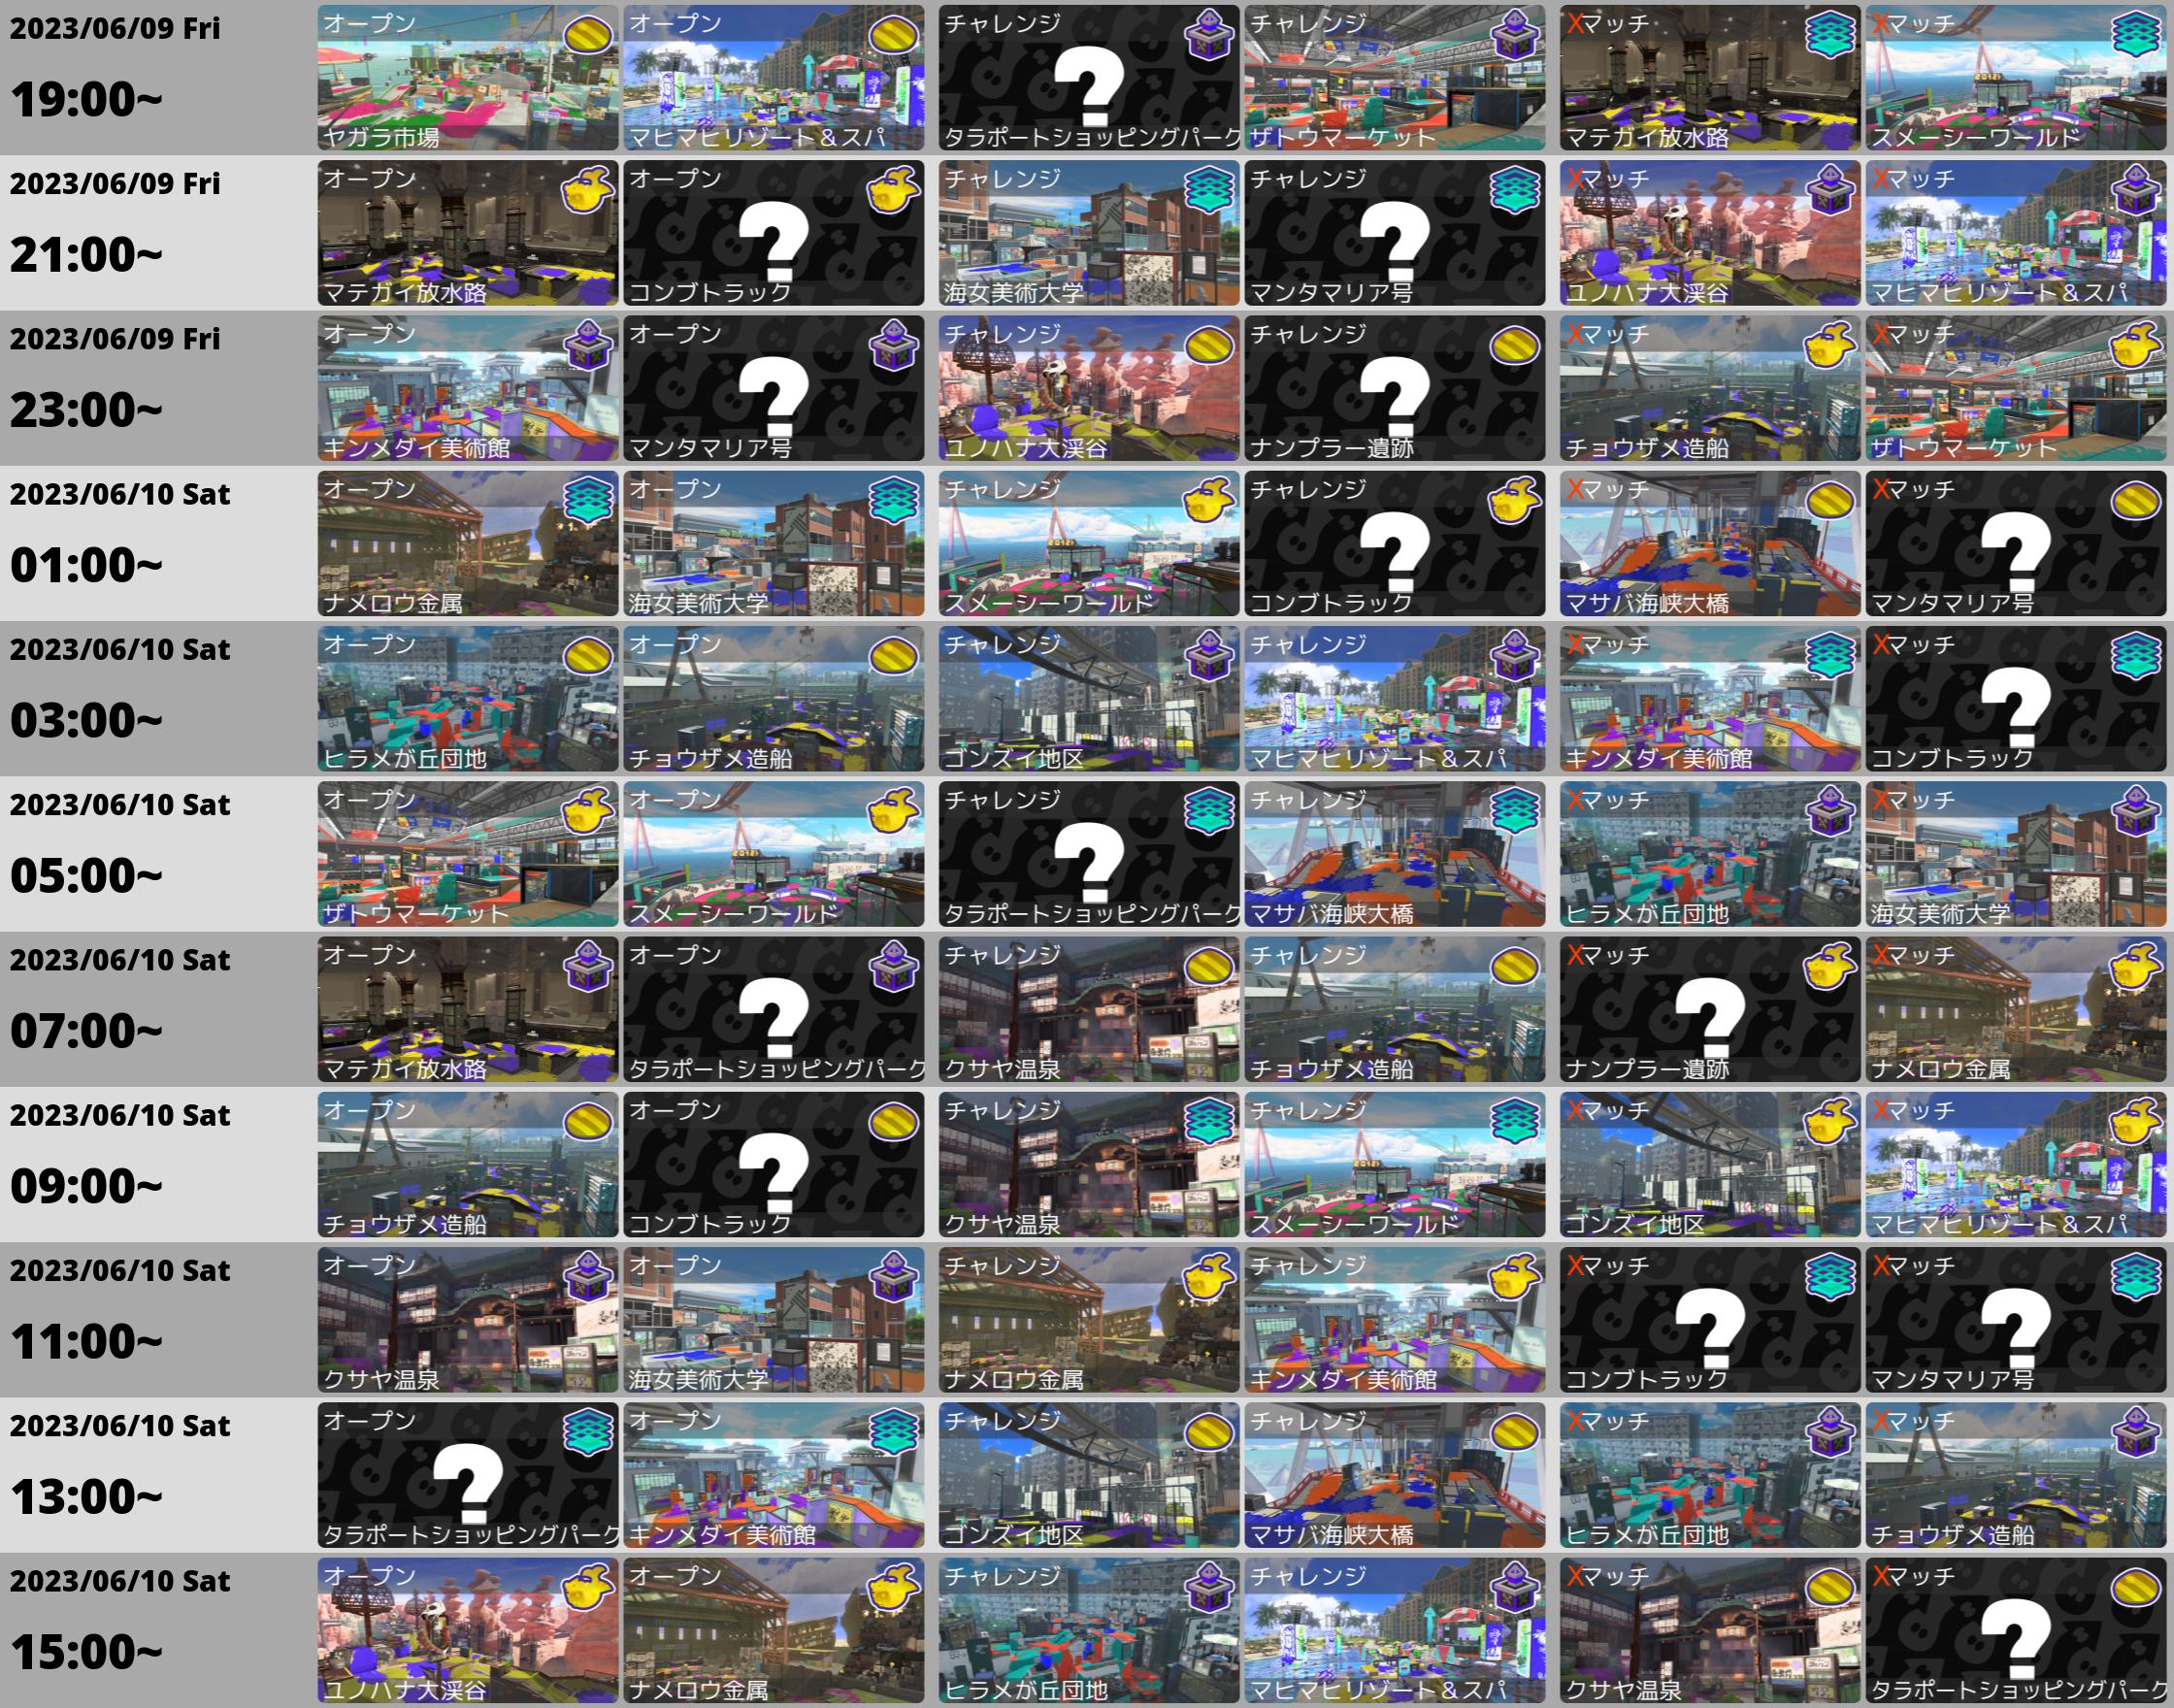 2023/06/09 Fri
19:00~
オープン
ヤガラ市場
オープン
マヒマヒリゾート＆スパ
チャレンジ
タラポートショッピングパーク
チャレンジ
ザトウマーケット
Xマッチ
マテガイ放水路
Xマッチ
スメーシーワールド
2023/06/09 Fri
21:00~
オープン
マテガイ放水路
オープン
コンブトラック
チャレンジ
海女美術大学
チャレンジ
マンタマリア号
Xマッチ
ユノハナ大渓谷
Xマッチ
マヒマヒリゾート＆スパ
2023/06/09 Fri
23:00~
オープン
キンメダイ美術館
オープン
マンタマリア号
チャレンジ
ユノハナ大渓谷
チャレンジ
ナンプラー遺跡
Xマッチ
チョウザメ造船
Xマッチ
ザトウマーケット
2023/06/10 Sat
01:00~
オープン
ナメロウ金属
オープン
海女美術大学
チャレンジ
スメーシーワールド
チャレンジ
コンブトラック
Xマッチ
マサバ海峡大橋
Xマッチ
マンタマリア号
2023/06/10 Sat
03:00~
オープン
ヒラメが丘団地
オープン
チョウザメ造船
チャレンジ
ゴンズイ地区
チャレンジ
マヒマヒリゾート＆スパ
Xマッチ
キンメダイ美術館
Xマッチ
コンブトラック
2023/06/10 Sat
05:00~
オープン
ザトウマーケット
オープン
スメーシーワールド
チャレンジ
タラポートショッピングパーク
チャレンジ
マサバ海峡大橋
Xマッチ
ヒラメが丘団地
Xマッチ
海女美術大学
2023/06/10 Sat
07:00~
オープン
マテガイ放水路
オープン
タラポートショッピングパーク
チャレンジ
クサヤ温泉
チャレンジ
チョウザメ造船
Xマッチ
ナンプラー遺跡
Xマッチ
ナメロウ金属
2023/06/10 Sat
09:00~
オープン
チョウザメ造船
オープン
コンブトラック
チャレンジ
クサヤ温泉
チャレンジ
スメーシーワールド
Xマッチ
ゴンズイ地区
Xマッチ
マヒマヒリゾート＆スパ
2023/06/10 Sat
11:00~
オープン
クサヤ温泉
オープン
海女美術大学
チャレンジ
ナメロウ金属
チャレンジ
キンメダイ美術館
Xマッチ
コンブトラック
Xマッチ
マンタマリア号
2023/06/10 Sat
13:00~
オープン
タラポートショッピングパーク
オープン
キンメダイ美術館
チャレンジ
ゴンズイ地区
チャレンジ
マサバ海峡大橋
Xマッチ
ヒラメが丘団地
Xマッチ
チョウザメ造船
2023/06/10 Sat
15:00~
オープン
ユノハナ大渓谷
オープン
ナメロウ金属
チャレンジ
ヒラメが丘団地
チャレンジ
マヒマヒリゾート＆スパ
Xマッチ
クサヤ温泉
Xマッチ
タラポートショッピングパーク